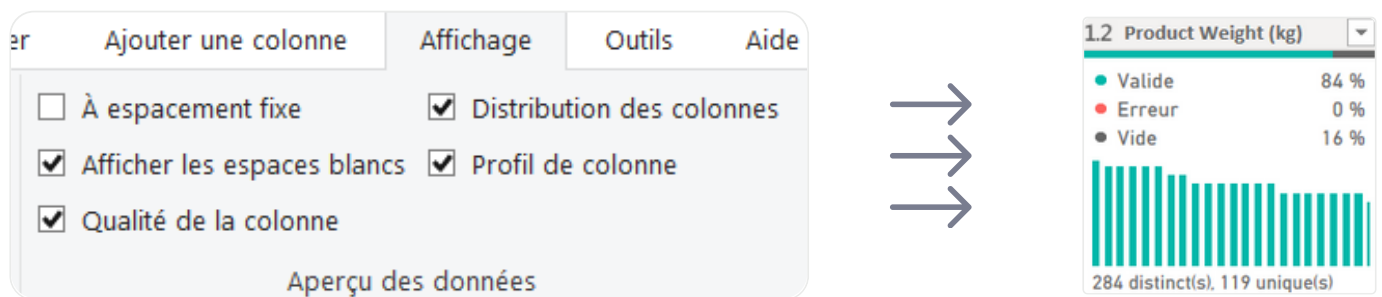 er Ajouter une colonne Affichage Outils Aide
À espacement fixe Distribution des colonnes
Afficher les espaces blancs Profil de colonne
Qualité de la colonne
Aperçu des données
1.2 Product Weight (kg)
Valide 84 %
Erreur 0 %
Vide 16 %
284 distinct(s), 119 unique(s)